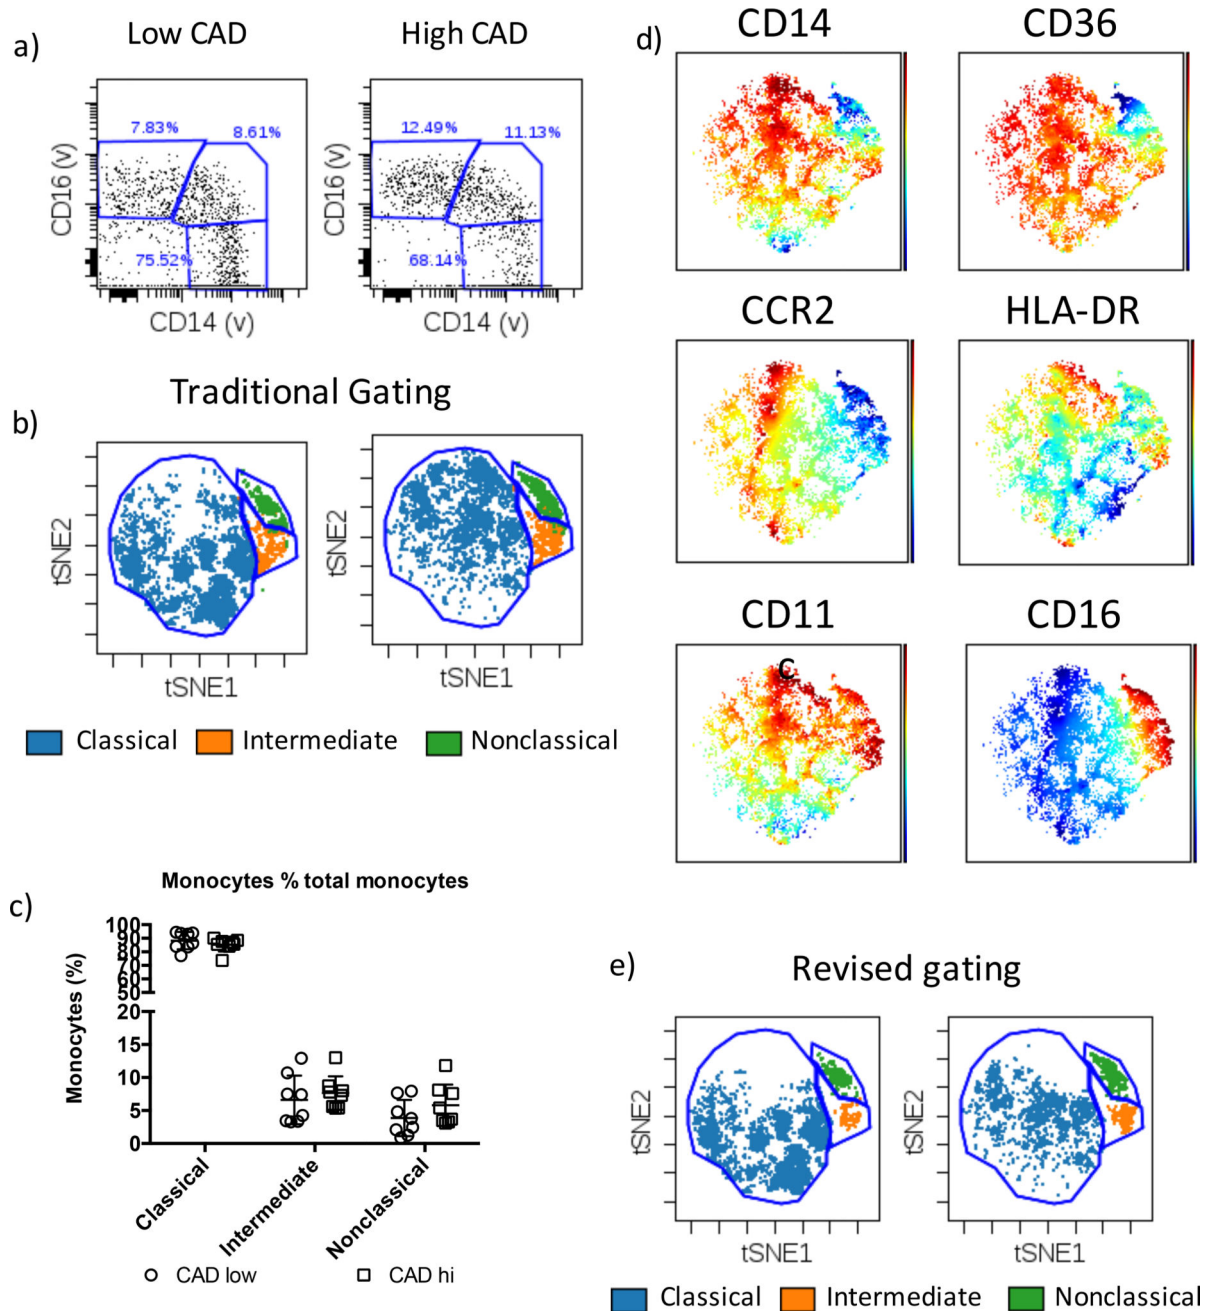 a)
Low CAD
High CAD
7.83%
8.61%
75.52%
CD16 (v)
CD14 (v)
12.49%
11.13%
68.14%
CD16 (v)
CD14 (v)
Traditional Gating
b)
tSNE2
tSNE1
tSNE2
tSNE1
Classical
Intermediate
Nonclassical
c)
Monocytes % total monocytes
Monocytes (%)
100
90
80
70
60
50
20
15
10
5
0
Classical
Intermediate
Nonclassical
CAD low
CAD hi
d)
CD14
CD36
CCR2
HLA-DR
CD11
c
CD16
e)
Revised gating
tSNE2
tSNE1
tSNE2
tSNE1
Classical
Intermediate
Nonclassical